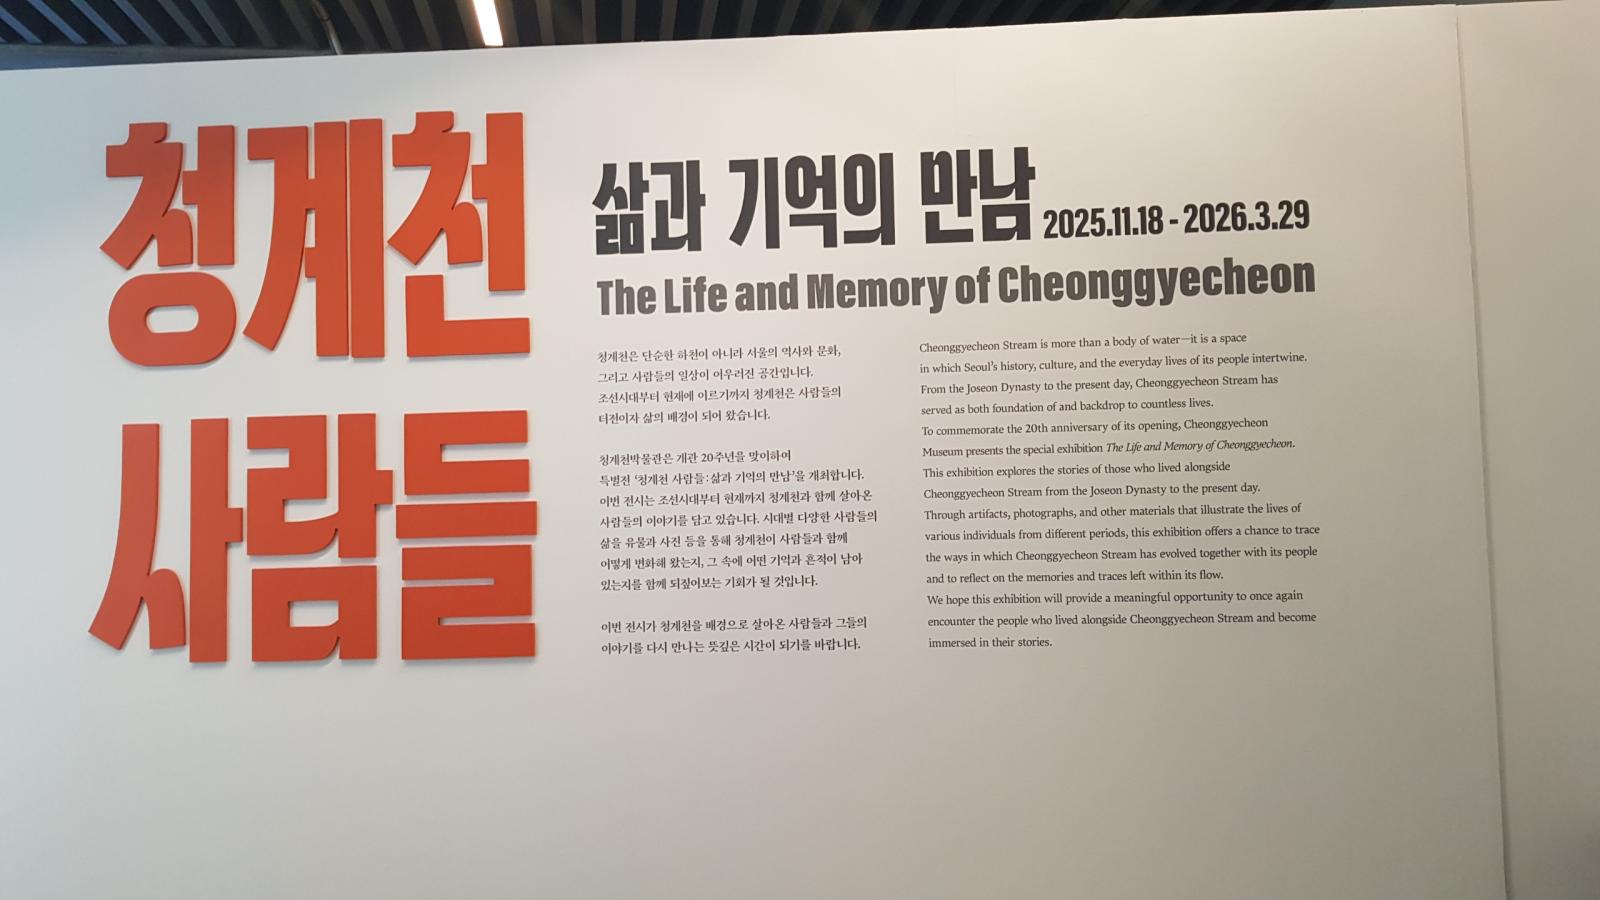 청계천
사람들
삶과 기억의 만남 2025.11.18 - 2026.3.29
The Life and Memory of Cheonggyecheon
청계천은 단순한 하천이 아니라 서울의 역사와 문화,
그리고 사람들의 일상이 어우러진 공간입니다.
조선시대부터 현재에 이르기까지 청계천은 사람들의
터전이자 삶의 배경이 되어 왔습니다.
청계천박물관은 개관 20주년을 맞이하여
특별전 ‘청계천 사람들: 삶과 기억의 만남’을 개최합니다.
이번 전시는 조선시대부터 현재까지 청계천과 함께 살아온
사람들의 이야기를 담고 있습니다. 시대별 다양한 사람들의
삶을 유물과 사진 등을 통해 청계천이 사람들과 함께
어떻게 변화해 왔는지, 그 속에 어떤 기억과 흔적이 남아
있는지를 함께 되짚어보는 기회가 될 것입니다.
이번 전시가 청계천을 배경으로 살아온 사람들과 그들의
이야기를 다시 만나는 뜻깊은 시간이 되기를 바랍니다.
Cheonggyecheon Stream is more than a body of water—it is a space
in which Seoul’s history, culture, and the everyday lives of its people intertwine.
From the Joseon Dynasty to the present day, Cheonggyecheon Stream has
served as both foundation of and backdrop to countless lives.
To commemorate the 20th anniversary of its opening, Cheonggyecheon
Museum presents the special exhibition The Life and Memory of Cheonggyecheon.
This exhibition explores the stories of those who lived alongside
Cheonggyecheon Stream from the Joseon Dynasty to the present day.
Through artifacts, photographs, and other materials that illustrate the lives of
various individuals from different periods, this exhibition offers a chance to trace
the ways in which Cheonggyecheon Stream has evolved together with its people
and to reflect on the memories and traces left within its flow.
We hope this exhibition will provide a meaningful opportunity to once again
encounter the people who lived alongside Cheonggyecheon Stream and become
immersed in their stories.